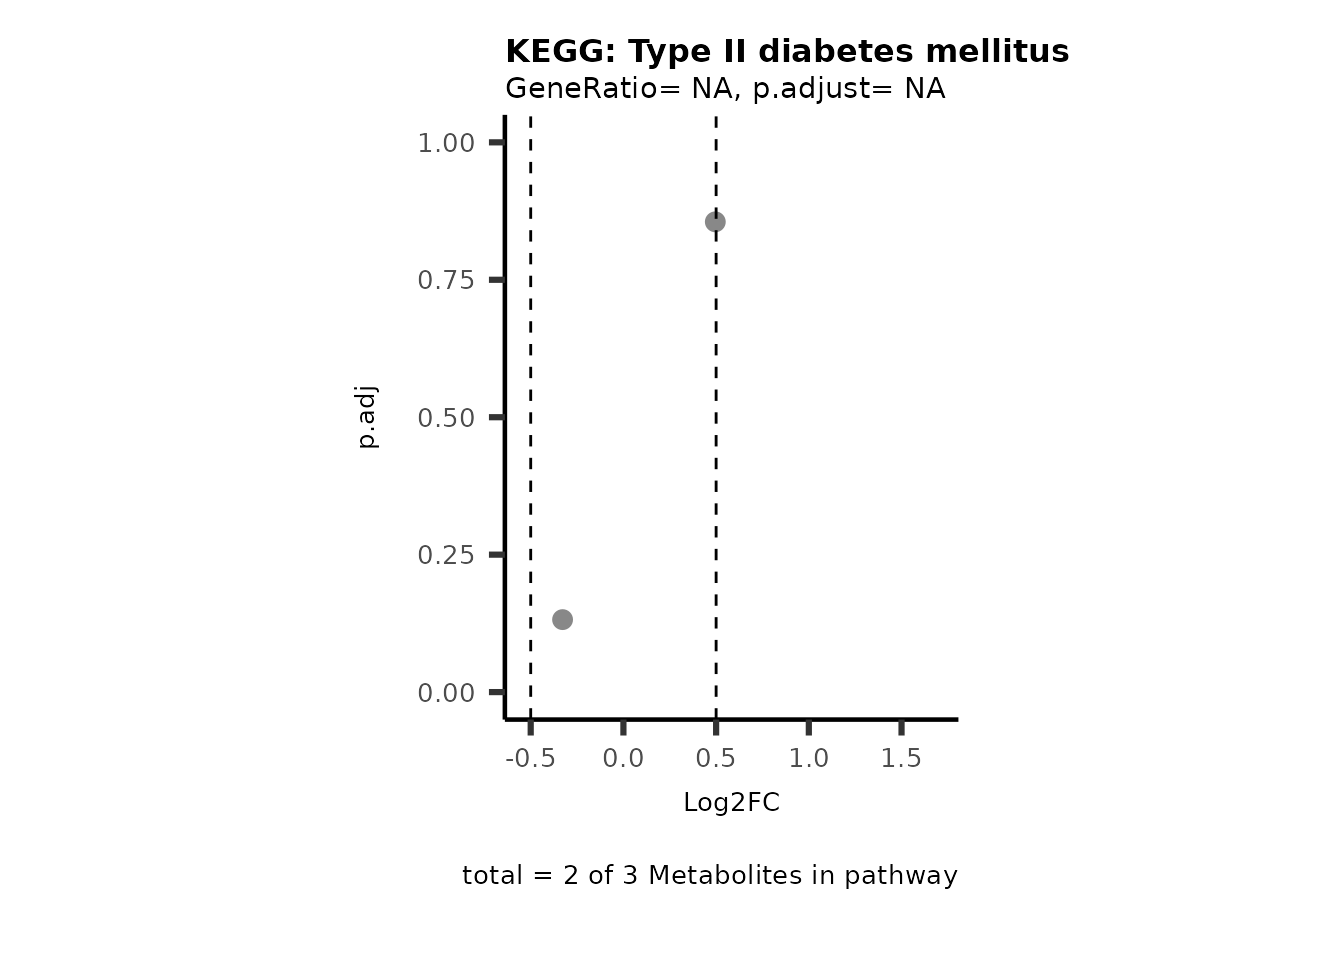 KEGG: Type II diabetes mellitus
GeneRatio= NA, p.adjust= NA
1.00
0.75
0.50
0.25
0.00
p.adj
-0.5 0.0 0.5 1.0 1.5
Log2FC
total = 2 of 3 Metabolites in pathway